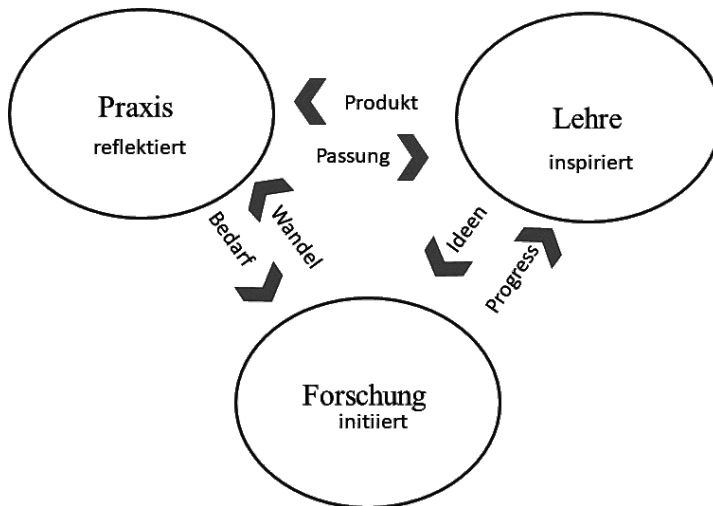 Praxis
reflektiert
Produkt
Passung
Lehre
inspiriert
Bedarf
Wandel
Ideen
Progress
Forschung
initiiert